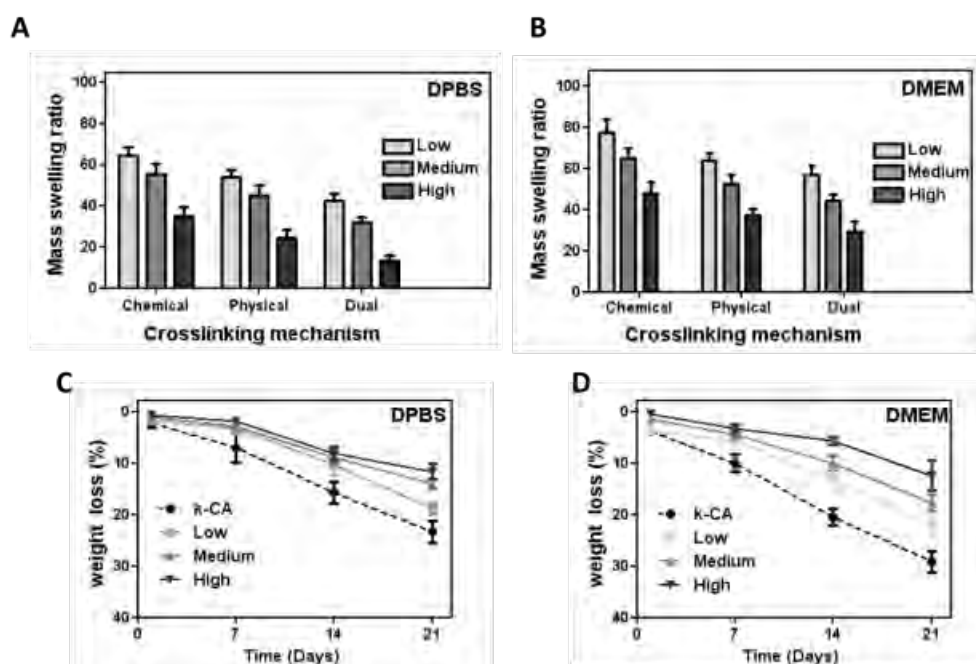 A
DPBS
Mass swelling ratio
100
80
60
40
20
0
Low
Medium
High
Chemical Physical Dual
Crosslinking mechanism
B
DMEM
Mass swelling ratio
100
80
60
40
20
0
Low
Medium
High
Chemical Physical Dual
Crosslinking mechanism
C
DPBS
weight loss (%)
0
10
20
30
40
k-CA
Low
Medium
High
0 7 14 21
Time (Days)
D
DMEM
weight loss (%)
0
10
20
30
40
k-CA
Low
Medium
High
0 7 14 21
Time (Days)